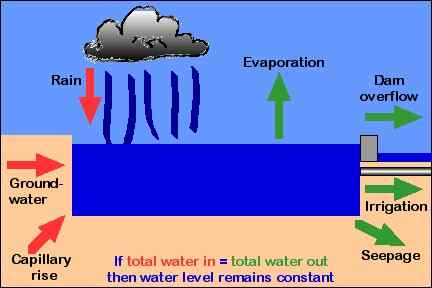 Rain
Evaporation
Dam
overflow
Ground-
water
Irrigation
Capillary
rise
Seepage
If total water in = total water out
then water level remains constant